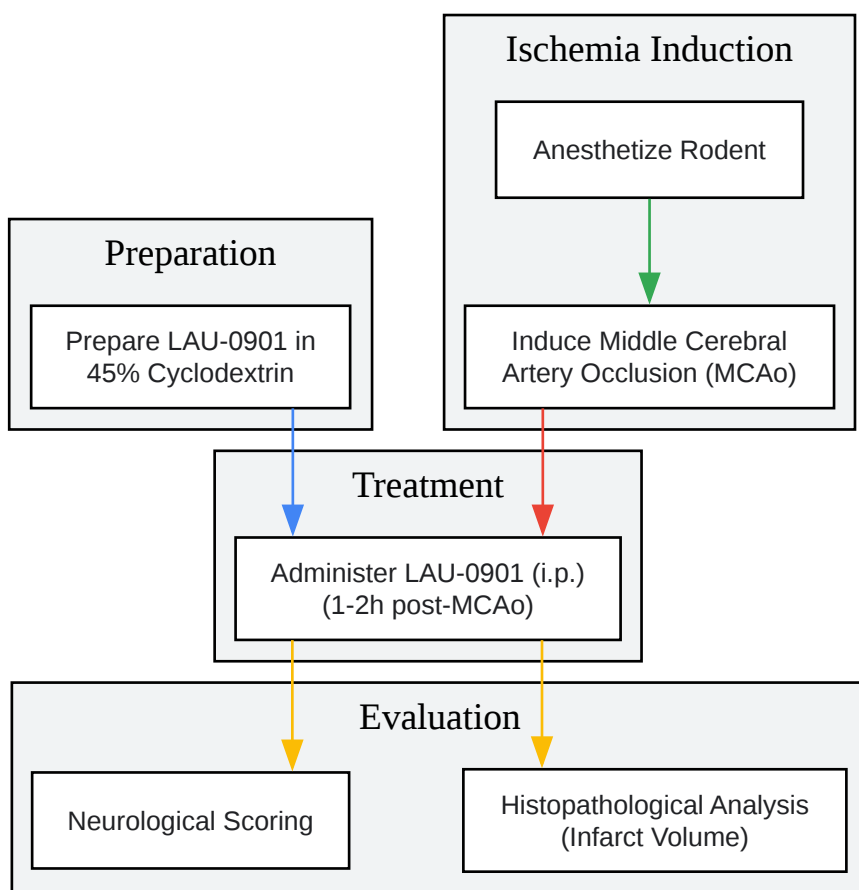 Ischemia Induction
Anesthetize Rodent
Preparation
Prepare LAU-0901 in
45% Cyclodextrin
Induce Middle Cerebral
Artery Occlusion (MCAo)
Treatment
Administer LAU-0901 (i.p.)
(1-2h post-MCAo)
Evaluation
Neurological Scoring
Histopathological Analysis
(Infarct Volume)